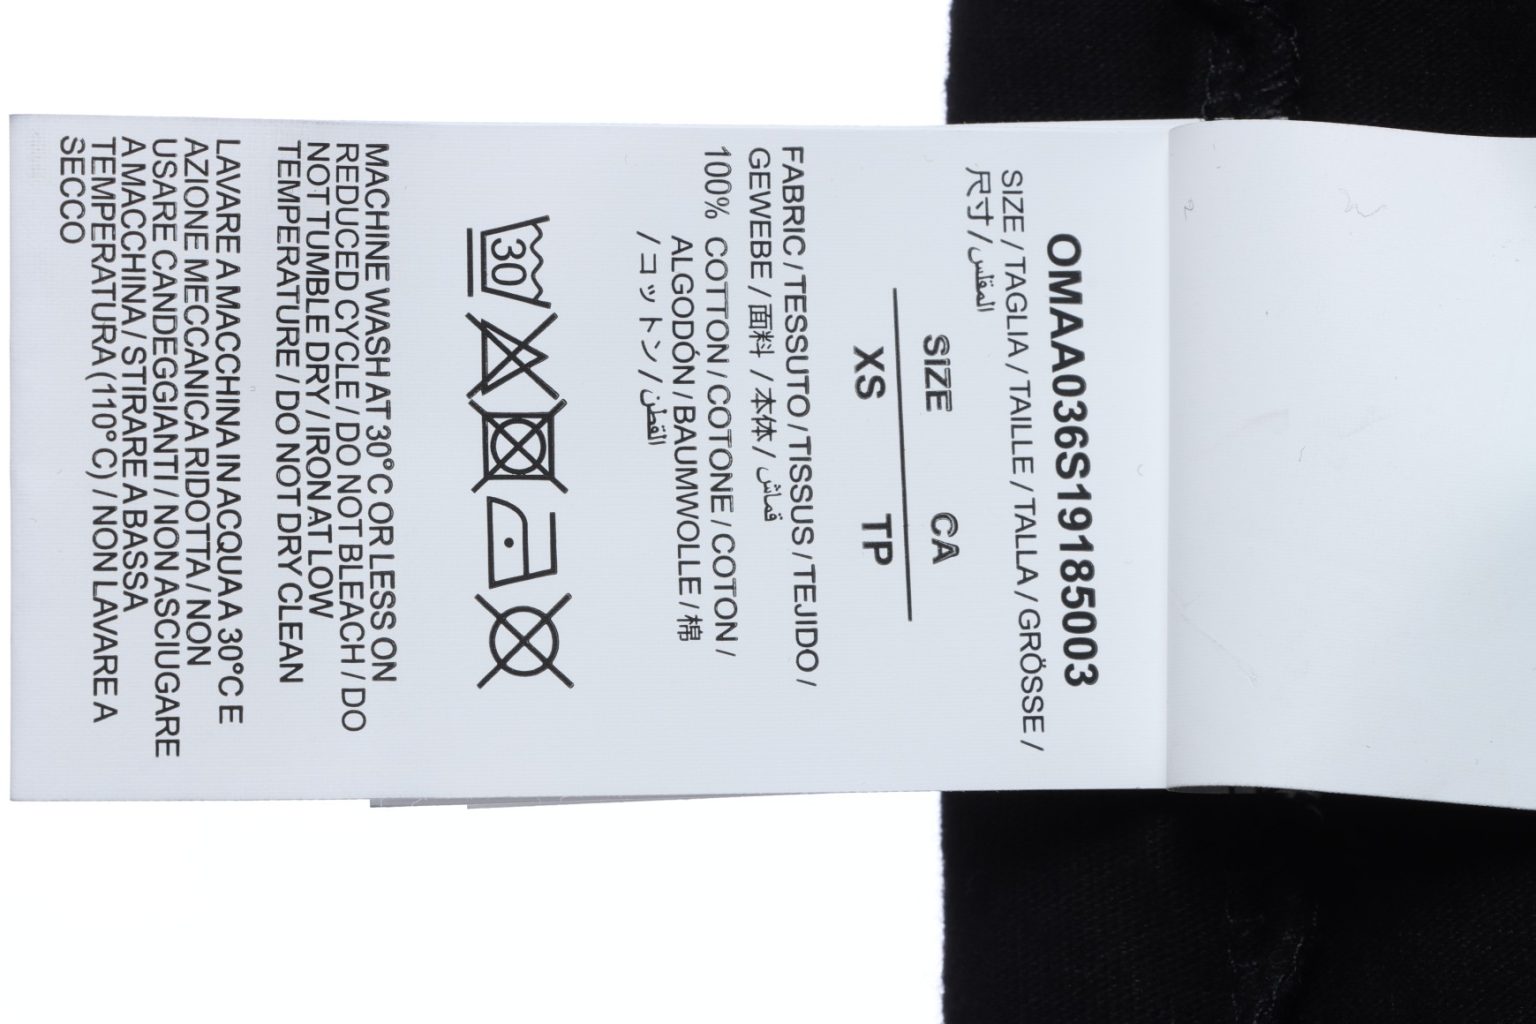 OMAA036S19185003
SIZE / TAGLIA / TAILLE / TALLA / GRÖSSE /
尺寸 / المقلس
SIZE CA
XS TP
FABRIC / TESSUTO / TISSUS / TEJIDO /
GEWEBE / 面料 / 本体 / قماش
100% COTTON / COTONE / COTON /
ALGODÓN / BAUMWOLLE / 棉
/ コットン / القطن
30
MACHINE WASH AT 30°C OR LESS ON
REDUCED CYCLE / DO NOT BLEACH / DO
NOT TUMBLE DRY / IRON AT LOW
TEMPERATURE / DO NOT DRY CLEAN
LAVARE A MACCHINA IN ACQUA A 30°C E
AZIONE MECCANICA RIDOTTA / NON
USARE CANDEGGIANTI / NON ASCIUGARE
A MACCHINA / STIRARE A BASSA
TEMPERATURA (110°C) / NON LAVARE A
SECCO